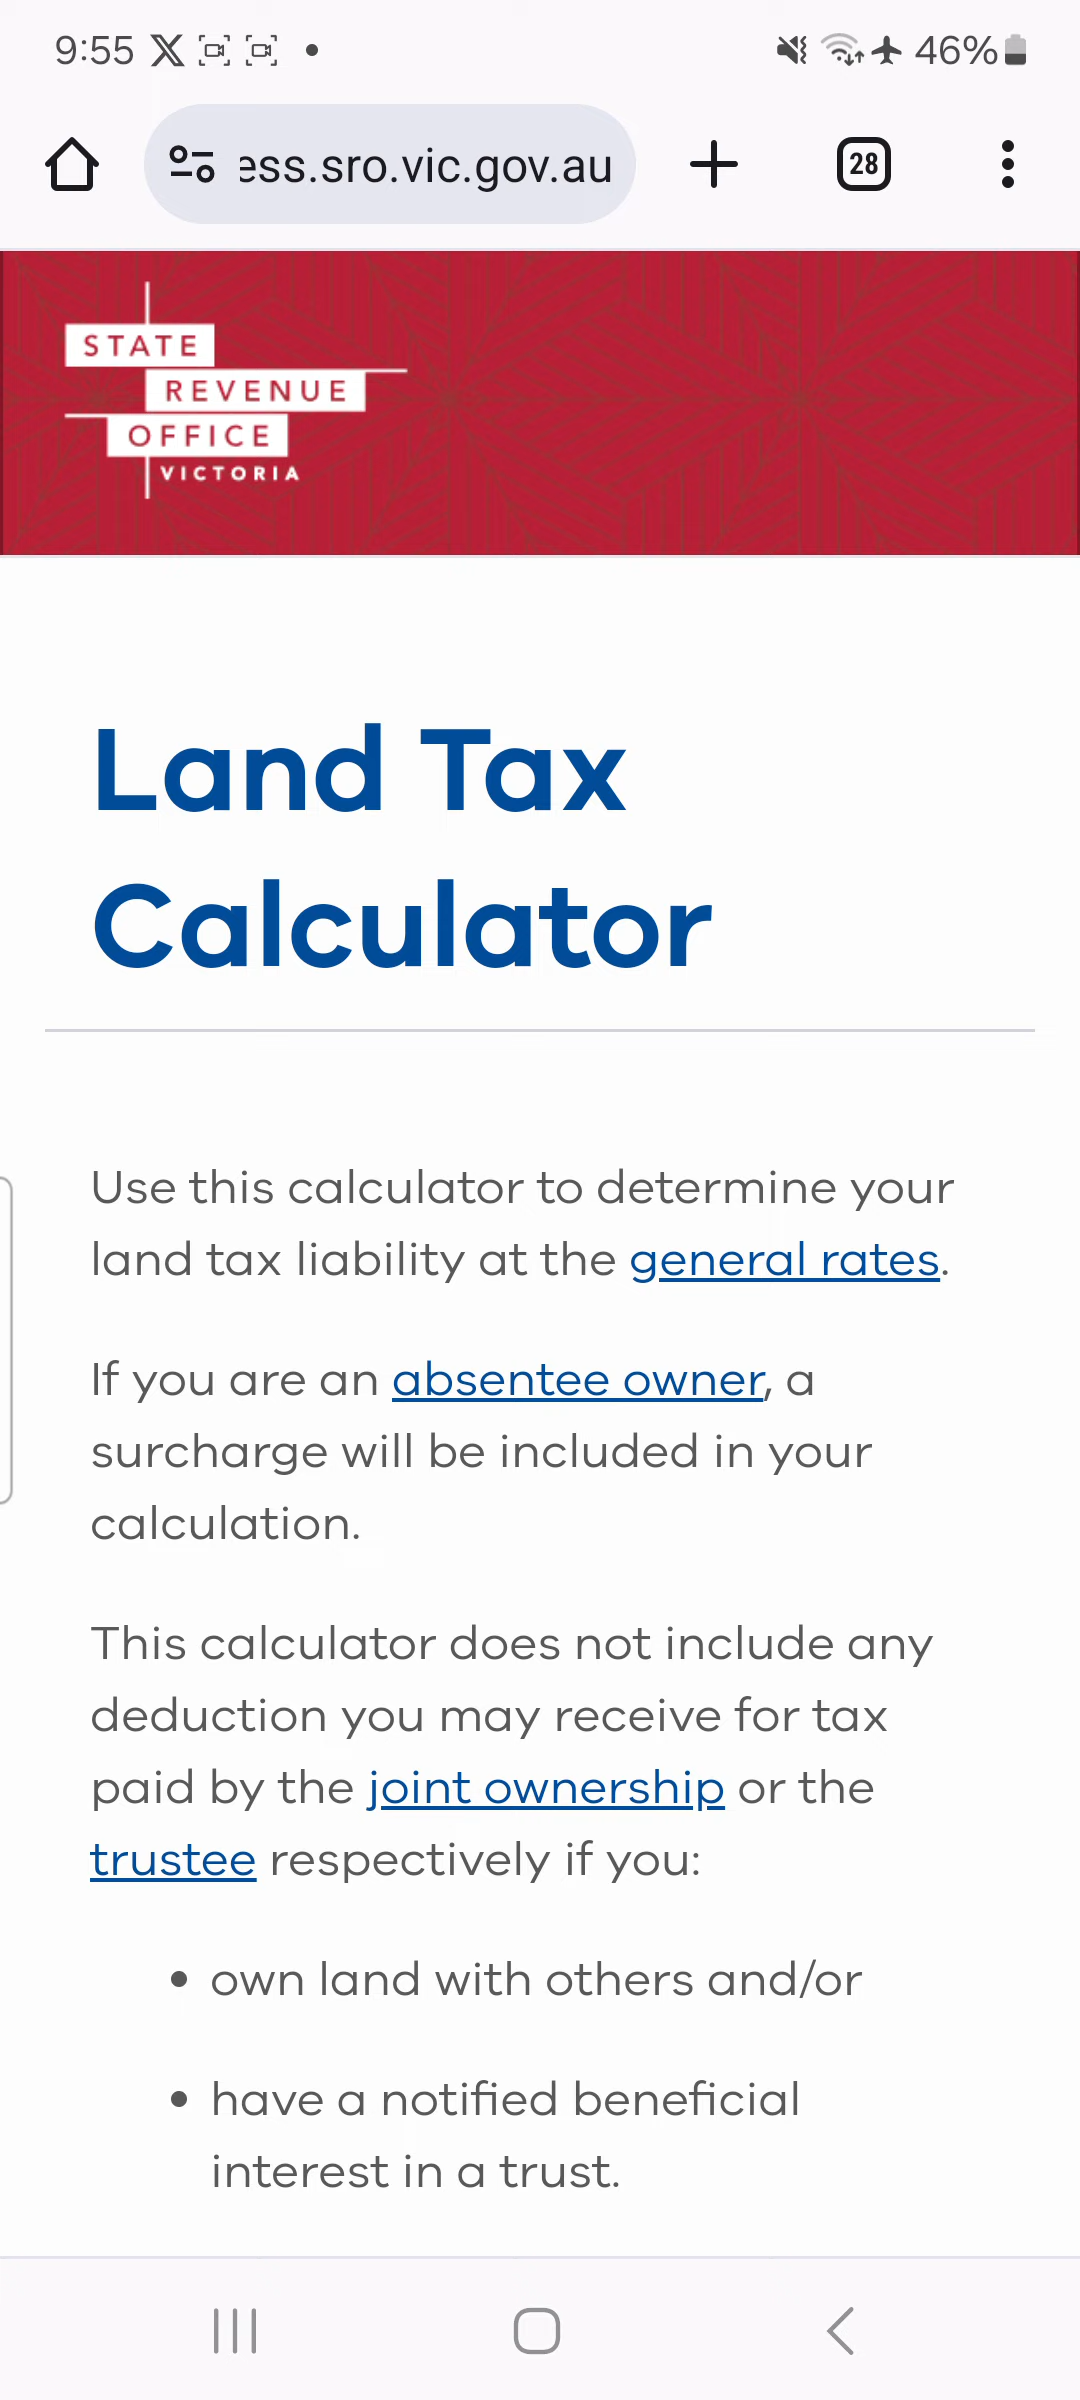 9:55
46%
ess.sro.vic.gov.au
28
STATE
REVENUE
OFFICE
VICTORIA
Land Tax
Calculator
Use this calculator to determine your
land tax liability at the general rates.
If you are an absentee owner, a
surcharge will be included in your
calculation.
This calculator does not include any
deduction you may receive for tax
paid by the joint ownership or the
trustee respectively if you:
• own land with others and/or
• have a notified beneficial
interest in a trust.